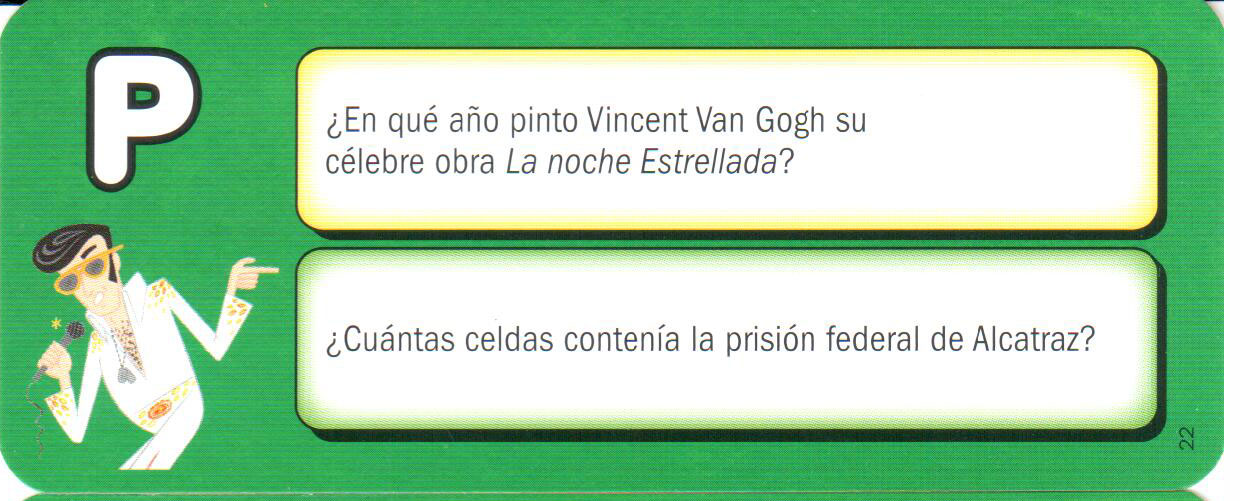 P
¿En qué año pinto Vincent Van Gogh su
célebre obra La noche Estrellada?
¿Cuántas celdas contenía la prisión federal de Alcatraz?
22